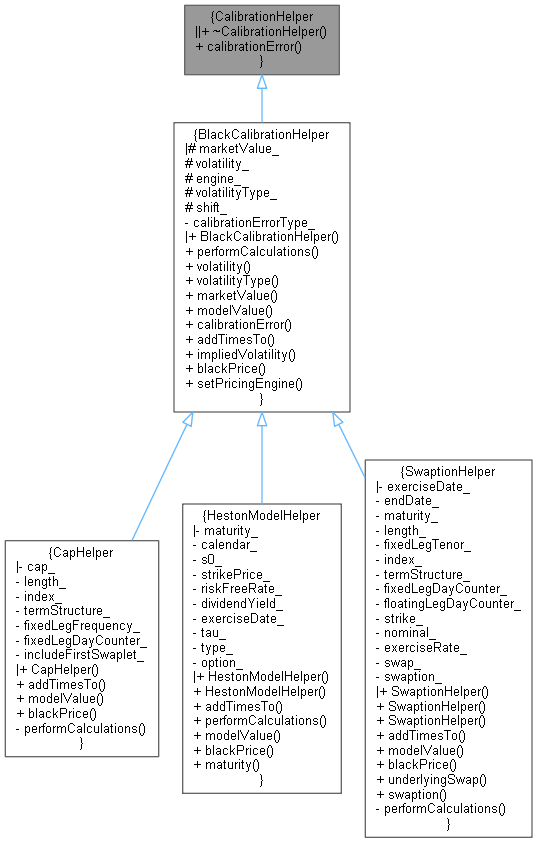 {CalibrationHelper
||+ ~CalibrationHelper()
+ calibrationError()
}
{BlackCalibrationHelper
|# marketValue_
# volatility_
# engine_
# volatilityType_
# shift_
- calibrationErrorType_
|+ BlackCalibrationHelper()
+ performCalculations()
+ volatility()
+ volatilityType()
+ marketValue()
+ modelValue()
+ calibrationError()
+ addTimesTo()
+ impliedVolatility()
+ blackPrice()
+ setPricingEngine()
}
{CapHelper
|- cap_
- length_
- index_
- termStructure_
- fixedLegFrequency_
- fixedLegDayCounter_
- includeFirstSwaplet_
|+ CapHelper()
+ addTimesTo()
+ modelValue()
+ blackPrice()
- performCalculations()
}
{HestonModelHelper
|- maturity_
- calendar_
- s0_
- strikePrice_
- riskFreeRate_
- dividendYield_
- exerciseDate_
- tau_
- type_
- option_
|+ HestonModelHelper()
+ HestonModelHelper()
+ addTimesTo()
+ performCalculations()
+ modelValue()
+ blackPrice()
+ maturity()
}
{SwaptionHelper
|- exerciseDate_
- endDate_
- maturity_
- length_
- fixedLegTenor_
- index_
- termStructure_
- fixedLegDayCounter_
- floatingLegDayCounter_
- strike_
- nominal_
- exerciseRate_
- swap_
- swaption_
|+ SwaptionHelper()
+ SwaptionHelper()
+ SwaptionHelper()
+ addTimesTo()
+ modelValue()
+ blackPrice()
+ underlyingSwap()
+ swaption()
- performCalculations()
}